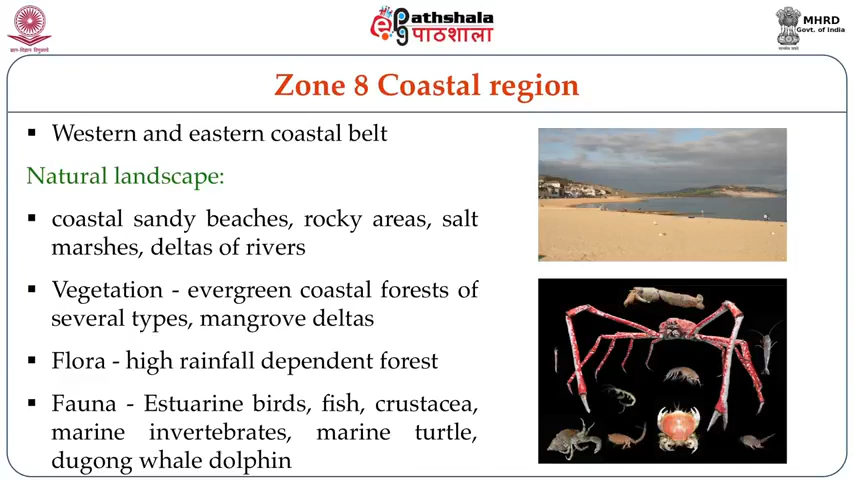 ePathshala
पाठशाला
MHRD
Govt. of India
Zone 8 Coastal region
▪ Western and eastern coastal belt
Natural landscape:
▪ coastal sandy beaches, rocky areas, salt
marshes, deltas of rivers
▪ Vegetation - evergreen coastal forests of
several types, mangrove deltas
▪ Flora - high rainfall dependent forest
▪ Fauna - Estuarine birds, fish, crustacea,
marine invertebrates, marine turtle,
dugong whale dolphin